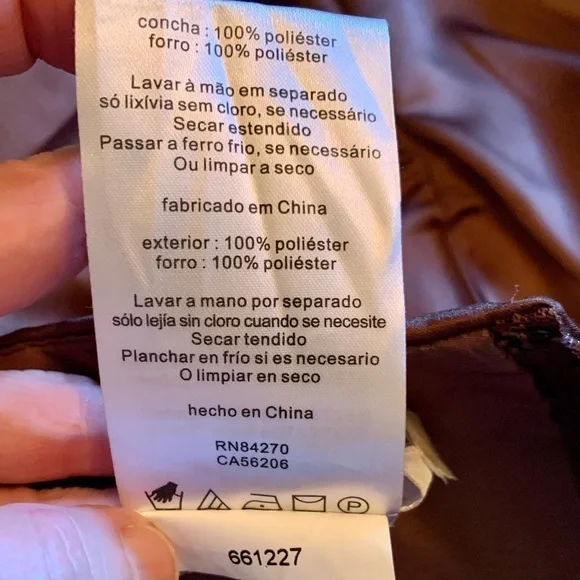 concha : 100% poliéster
forro : 100% poliéster
Lavar à mão em separado
só lixívia sem cloro, se necessário
Secar estendido
Passar a ferro frio, se necessário
Ou limpar a seco
fabricado em China
exterior : 100% poliéster
forro : 100% poliéster
Lavar a mano por separado
sólo lejía sin cloro cuando se necesite
Secar tendido
Planchar en frío si es necesario
O limpiar en seco
hecho en China
RN84270
CA56206
P
661227